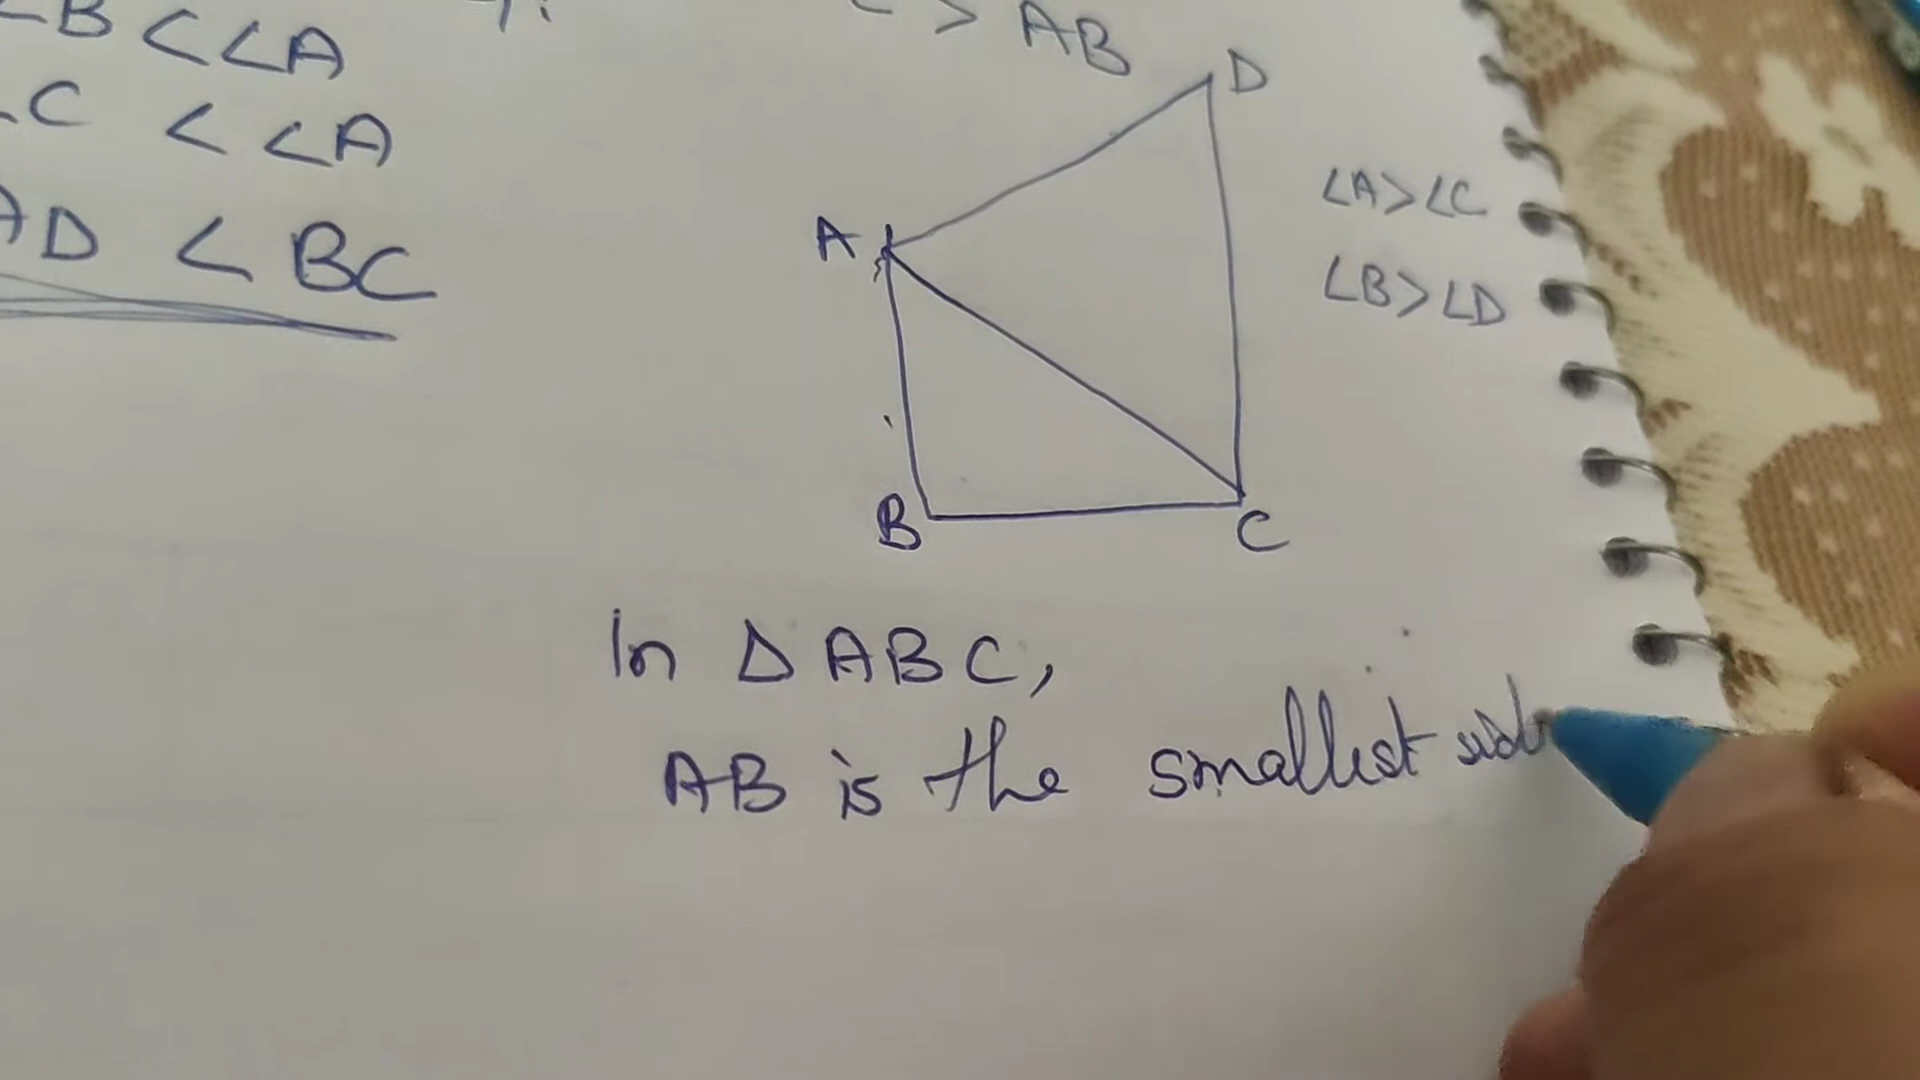 ∠B < ∠A
∠C < ∠A
AD < BC
> AB
D
A
∠A > ∠C
∠B > ∠D
B
C
In △ABC,
AB is the smallest